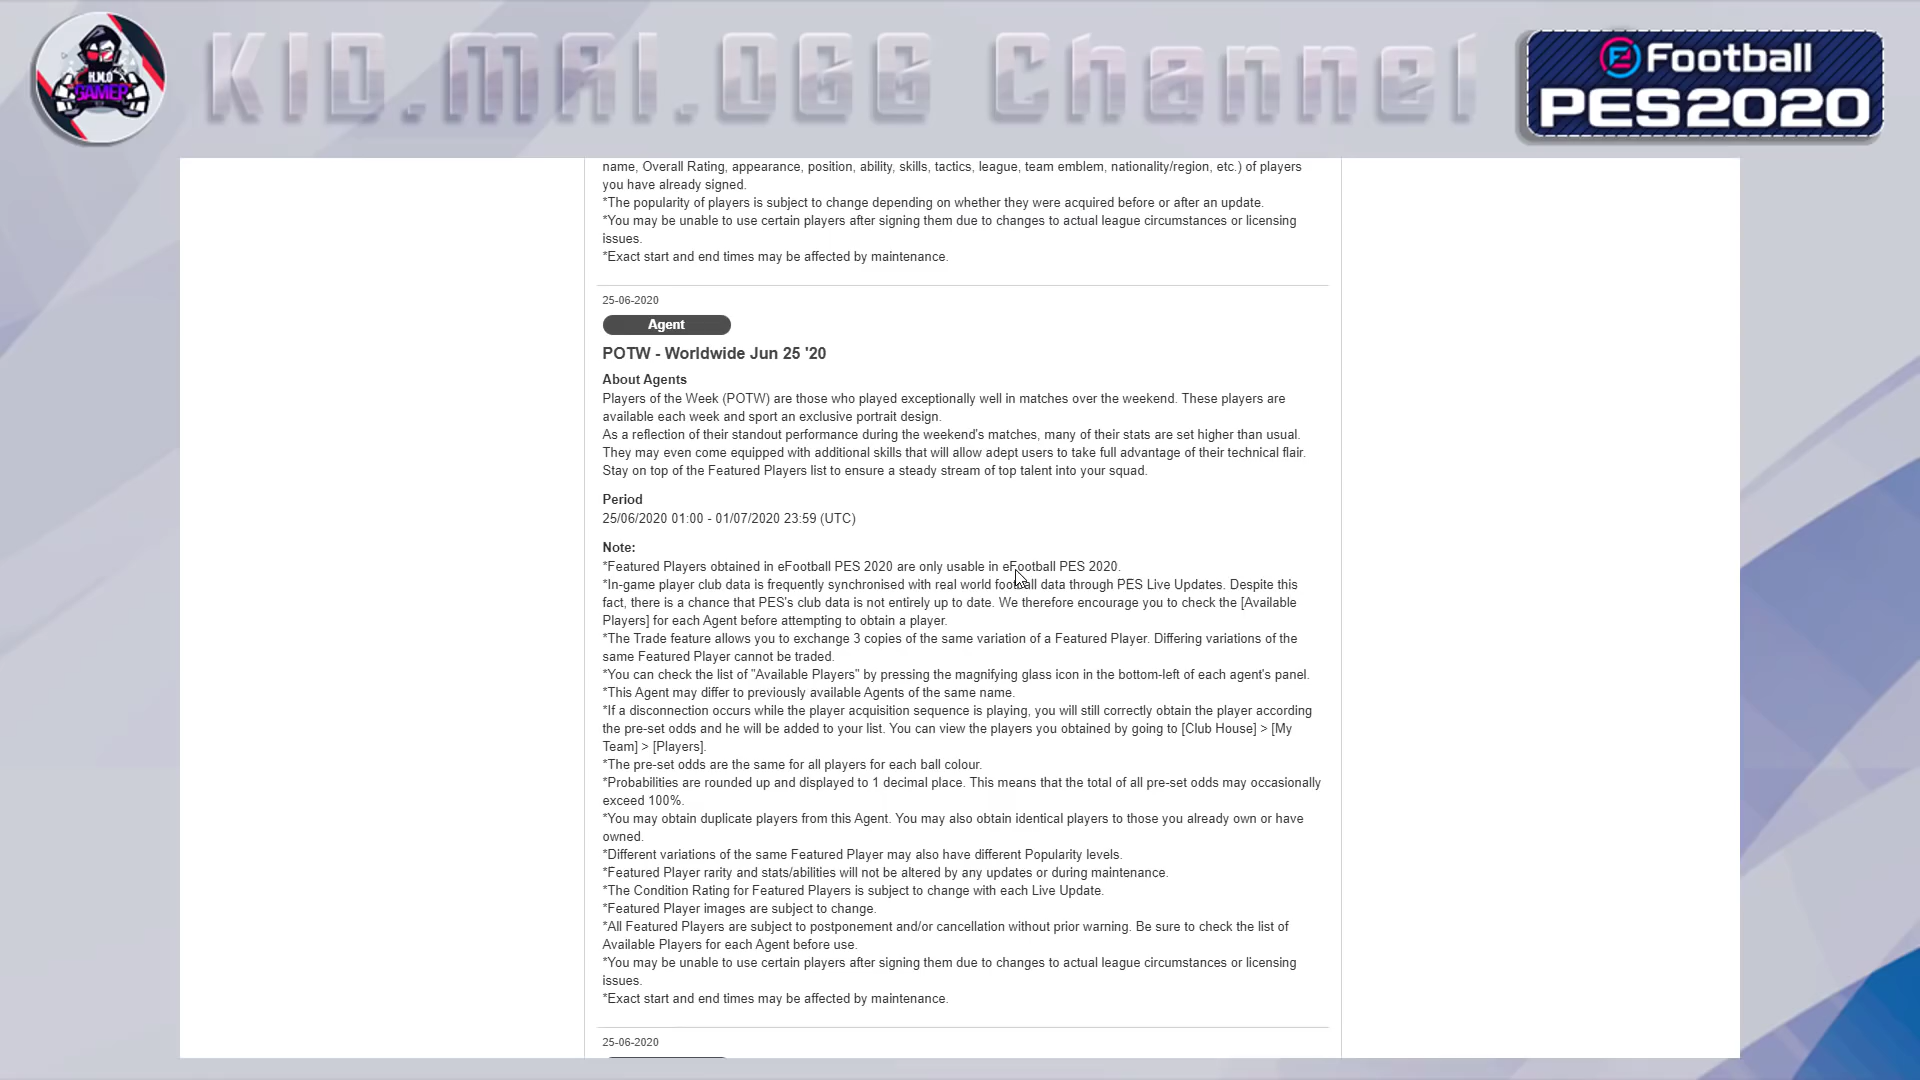 H.M.O
GAMER
KID.MAI.OGG Channel
eFootball
PES2020
name, Overall Rating, appearance, position, ability, skills, tactics, league, team emblem, nationality/region, etc.) of players
you have already signed.
*The popularity of players is subject to change depending on whether they were acquired before or after an update.
*You may be unable to use certain players after signing them due to changes to actual league circumstances or licensing
issues.
*Exact start and end times may be affected by maintenance.
25-06-2020
Agent
POTW - Worldwide Jun 25 '20
About Agents
Players of the Week (POTW) are those who played exceptionally well in matches over the weekend. These players are
available each week and sport an exclusive portrait design.
As a reflection of their standout performance during the weekend's matches, many of their stats are set higher than usual.
They may even come equipped with additional skills that will allow adept users to take full advantage of their technical flair.
Stay on top of the Featured Players list to ensure a steady stream of top talent into your squad.
Period
25/06/2020 01:00 - 01/07/2020 23:59 (UTC)
Note:
*Featured Players obtained in eFootball PES 2020 are only usable in eFootball PES 2020.
*In-game player club data is frequently synchronised with real world football data through PES Live Updates. Despite this
fact, there is a chance that PES's club data is not entirely up to date. We therefore encourage you to check the [Available
Players] for each Agent before attempting to obtain a player.
*The Trade feature allows you to exchange 3 copies of the same variation of a Featured Player. Differing variations of the
same Featured Player cannot be traded.
*You can check the list of "Available Players" by pressing the magnifying glass icon in the bottom-left of each agent's panel.
*This Agent may differ to previously available Agents of the same name.
*If a disconnection occurs while the player acquisition sequence is playing, you will still correctly obtain the player according
the pre-set odds and he will be added to your list. You can view the players you obtained by going to [Club House] > [My
Team] > [Players].
*The pre-set odds are the same for all players for each ball colour.
*Probabilities are rounded up and displayed to 1 decimal place. This means that the total of all pre-set odds may occasionally
exceed 100%.
*You may obtain duplicate players from this Agent. You may also obtain identical players to those you already own or have
owned.
*Different variations of the same Featured Player may also have different Popularity levels.
*Featured Player rarity and stats/abilities will not be altered by any updates or during maintenance.
*The Condition Rating for Featured Players is subject to change with each Live Update.
*Featured Player images are subject to change.
*All Featured Players are subject to postponement and/or cancellation without prior warning. Be sure to check the list of
Available Players for each Agent before use.
*You may be unable to use certain players after signing them due to changes to actual league circumstances or licensing
issues.
*Exact start and end times may be affected by maintenance.
25-06-2020